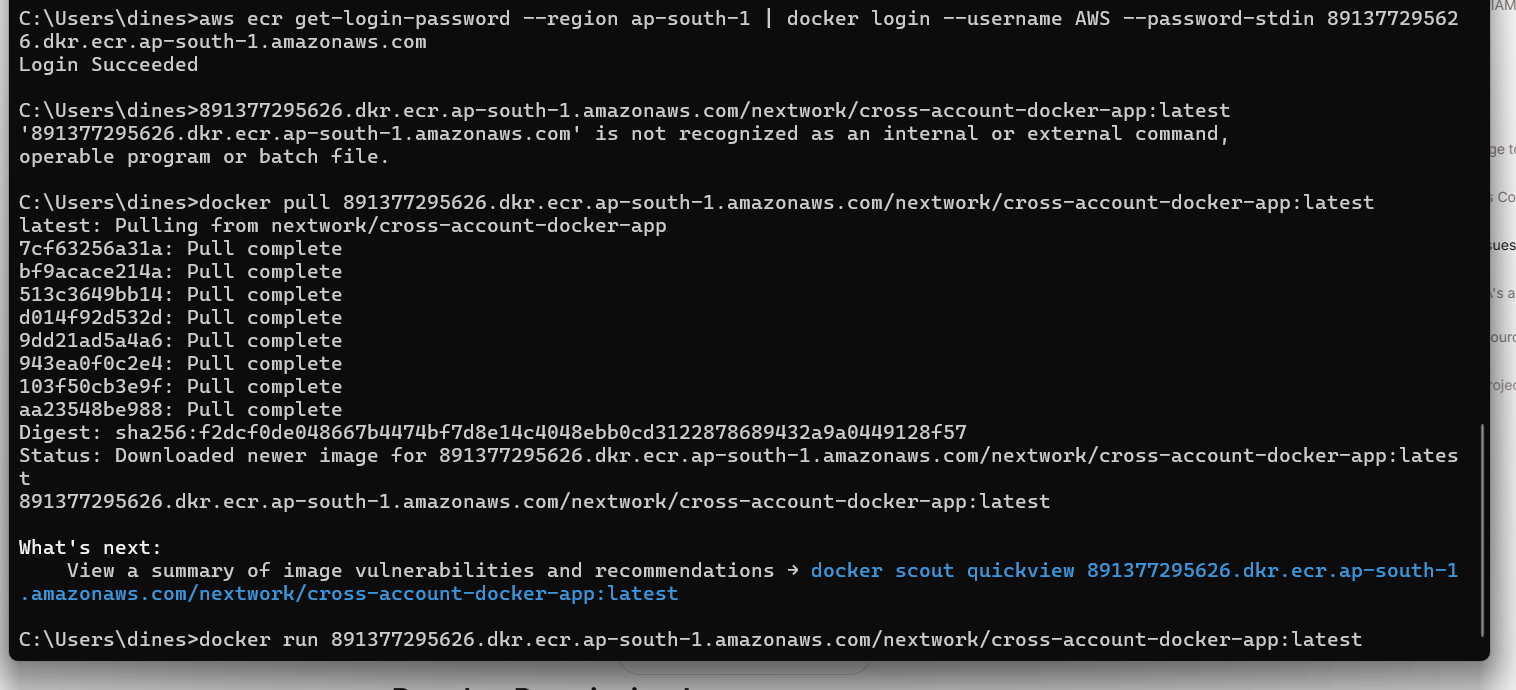 C:\Users\dines>aws ecr get-login-password --region ap-south-1 | docker login --username AWS --password-stdin 89137729562
6.dkr.ecr.ap-south-1.amazonaws.com
Login Succeeded
C:\Users\dines>891377295626.dkr.ecr.ap-south-1.amazonaws.com/nextwork/cross-account-docker-app:latest
'891377295626.dkr.ecr.ap-south-1.amazonaws.com' is not recognized as an internal or external command,
operable program or batch file.
C:\Users\dines>docker pull 891377295626.dkr.ecr.ap-south-1.amazonaws.com/nextwork/cross-account-docker-app:latest
latest: Pulling from nextwork/cross-account-docker-app
7cf63256a31a: Pull complete
bf9acace214a: Pull complete
513c3649bb14: Pull complete
d014f92d532d: Pull complete
9dd21ad5a4a6: Pull complete
943ea0f0c2e4: Pull complete
103f50cb3e9f: Pull complete
aa23548be988: Pull complete
Digest: sha256:f2dcf0de048667b4474bf7d8e14c4048ebb0cd3122878689432a9a0449128f57
Status: Downloaded newer image for 891377295626.dkr.ecr.ap-south-1.amazonaws.com/nextwork/cross-account-docker-app:lates
t
891377295626.dkr.ecr.ap-south-1.amazonaws.com/nextwork/cross-account-docker-app:latest
What's next:
View a summary of image vulnerabilities and recommendations → docker scout quickview 891377295626.dkr.ecr.ap-south-1
.amazonaws.com/nextwork/cross-account-docker-app:latest
C:\Users\dines>docker run 891377295626.dkr.ecr.ap-south-1.amazonaws.com/nextwork/cross-account-docker-app:latest